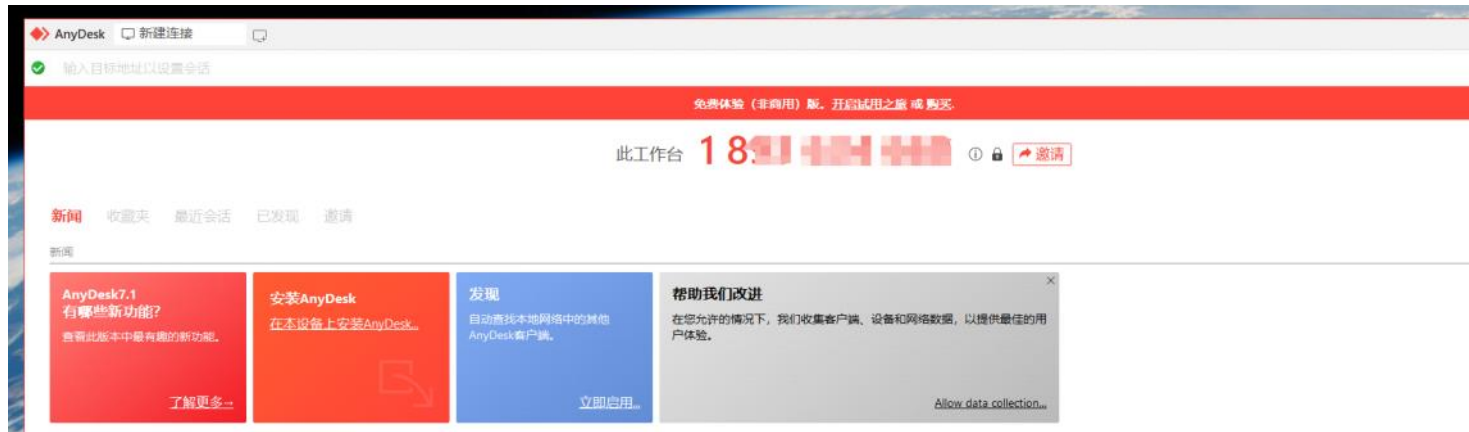 AnyDesk 新建连接
输入目标地址以设置会话
免费体验（非商用）版。开启试用之旅 或 购买.
此工作台 1 8 邀请
新闻 收藏夹 最近会话 已发现 邀请
新闻
AnyDesk7.1
有哪些新功能?
查看此版本中最有趣的新功能。
了解更多→
安装AnyDesk
在本设备上安装AnyDesk...
发现
自动查找本地网络中的其他
AnyDesk客户端。
立即启用...
帮助我们改进
在您允许的情况下，我们收集客户端、设备和网络数据，以提供最佳的用
户体验。
Allow data collection...